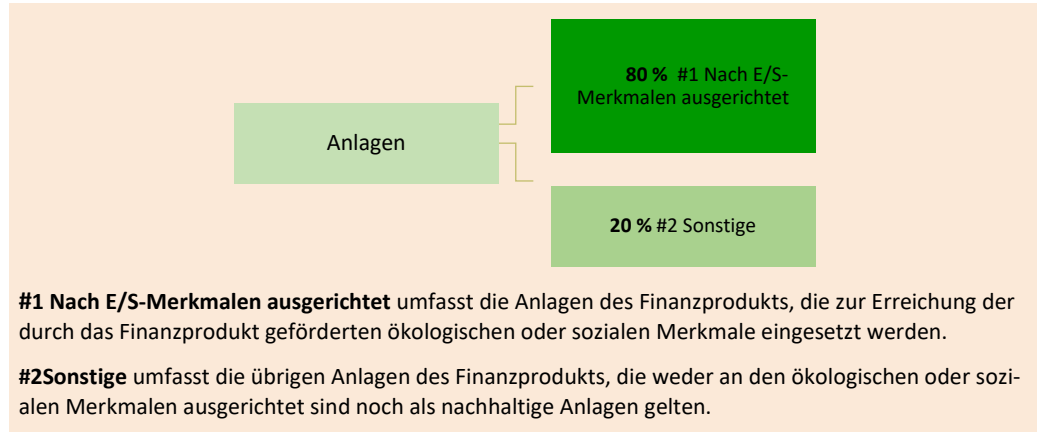 80 % #1 Nach E/S-
Merkmalen ausgerichtet
Anlagen
20 % #2 Sonstige
#1 Nach E/S-Merkmalen ausgerichtet umfasst die Anlagen des Finanzprodukts, die zur Erreichung der
durch das Finanzprodukt geförderten ökologischen oder sozialen Merkmale eingesetzt werden.
#2Sonstige umfasst die übrigen Anlagen des Finanzprodukts, die weder an den ökologischen oder sozi-
alen Merkmalen ausgerichtet sind noch als nachhaltige Anlagen gelten.